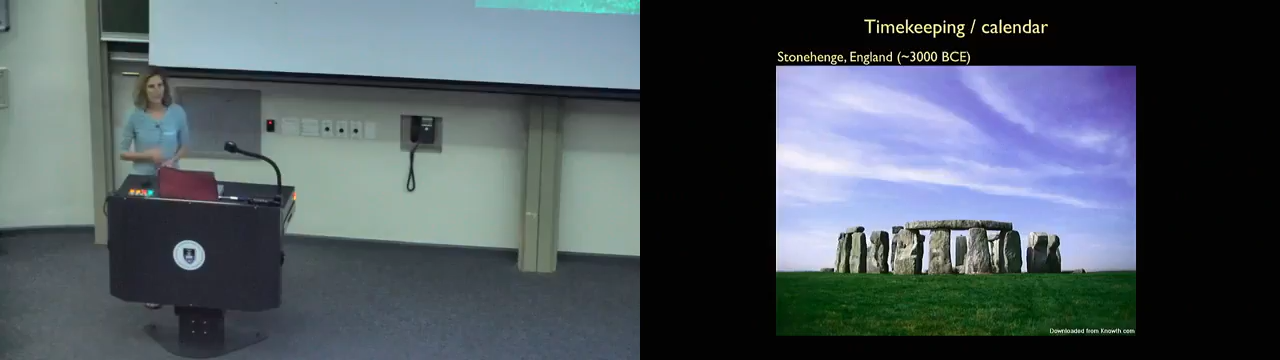 Timekeeping / calendar
Stonehenge, England (~3000 BCE)
Downloaded from Knowth.com